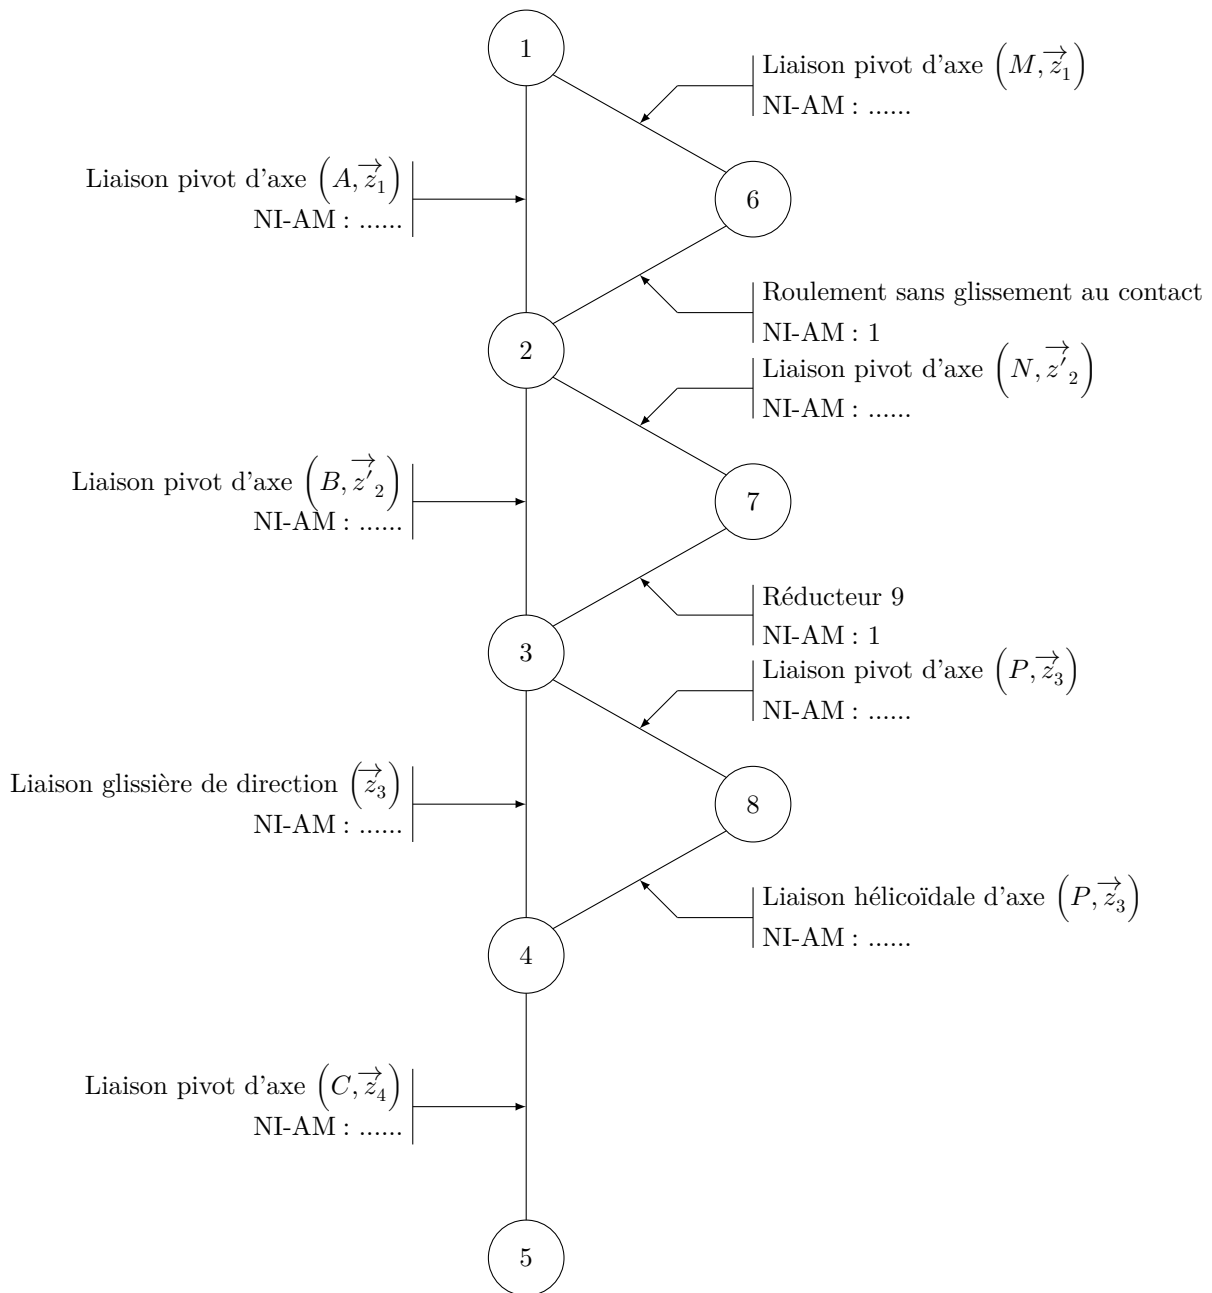 1
Liaison pivot d'axe (M, z⃗₁)
NI-AM : ......
Liaison pivot d'axe (A, z⃗₁)
NI-AM : ......
6
Roulement sans glissement au contact
NI-AM : 1
2
Liaison pivot d'axe (N, z⃗'₂)
NI-AM : ......
Liaison pivot d'axe (B, z⃗'₂)
NI-AM : ......
7
Réducteur 9
NI-AM : 1
3
Liaison pivot d'axe (P, z⃗₃)
NI-AM : ......
Liaison glissière de direction (z⃗₃)
NI-AM : ......
8
Liaison hélicoïdale d'axe (P, z⃗₃)
NI-AM : ......
4
Liaison pivot d'axe (C, z⃗₄)
NI-AM : ......
5